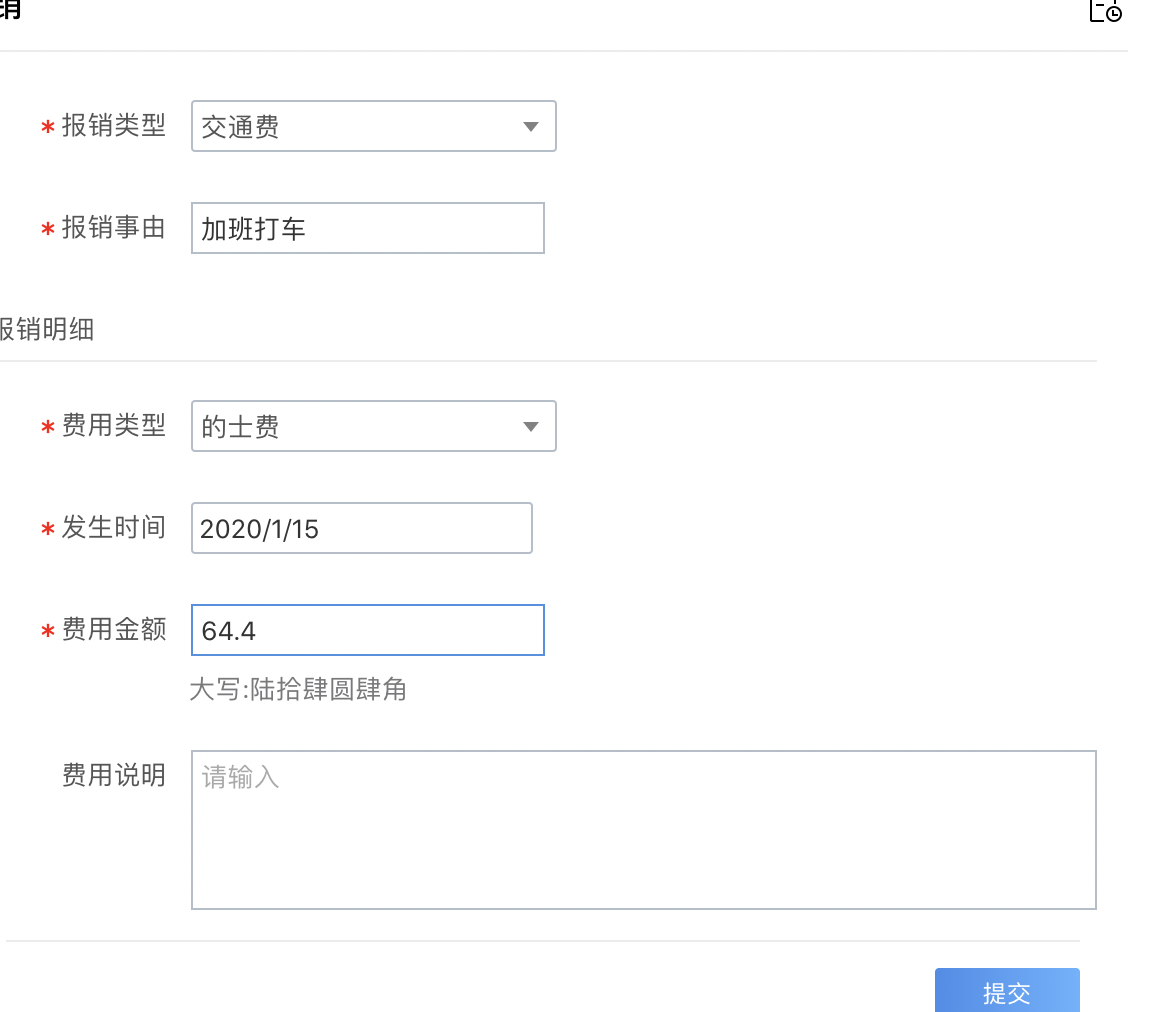 销
*报销类型 交通费
*报销事由 加班打车
报销明细
*费用类型 的士费
*发生时间 2020/1/15
*费用金额 64.4
大写:陆拾肆圆肆角
费用说明 请输入
提交